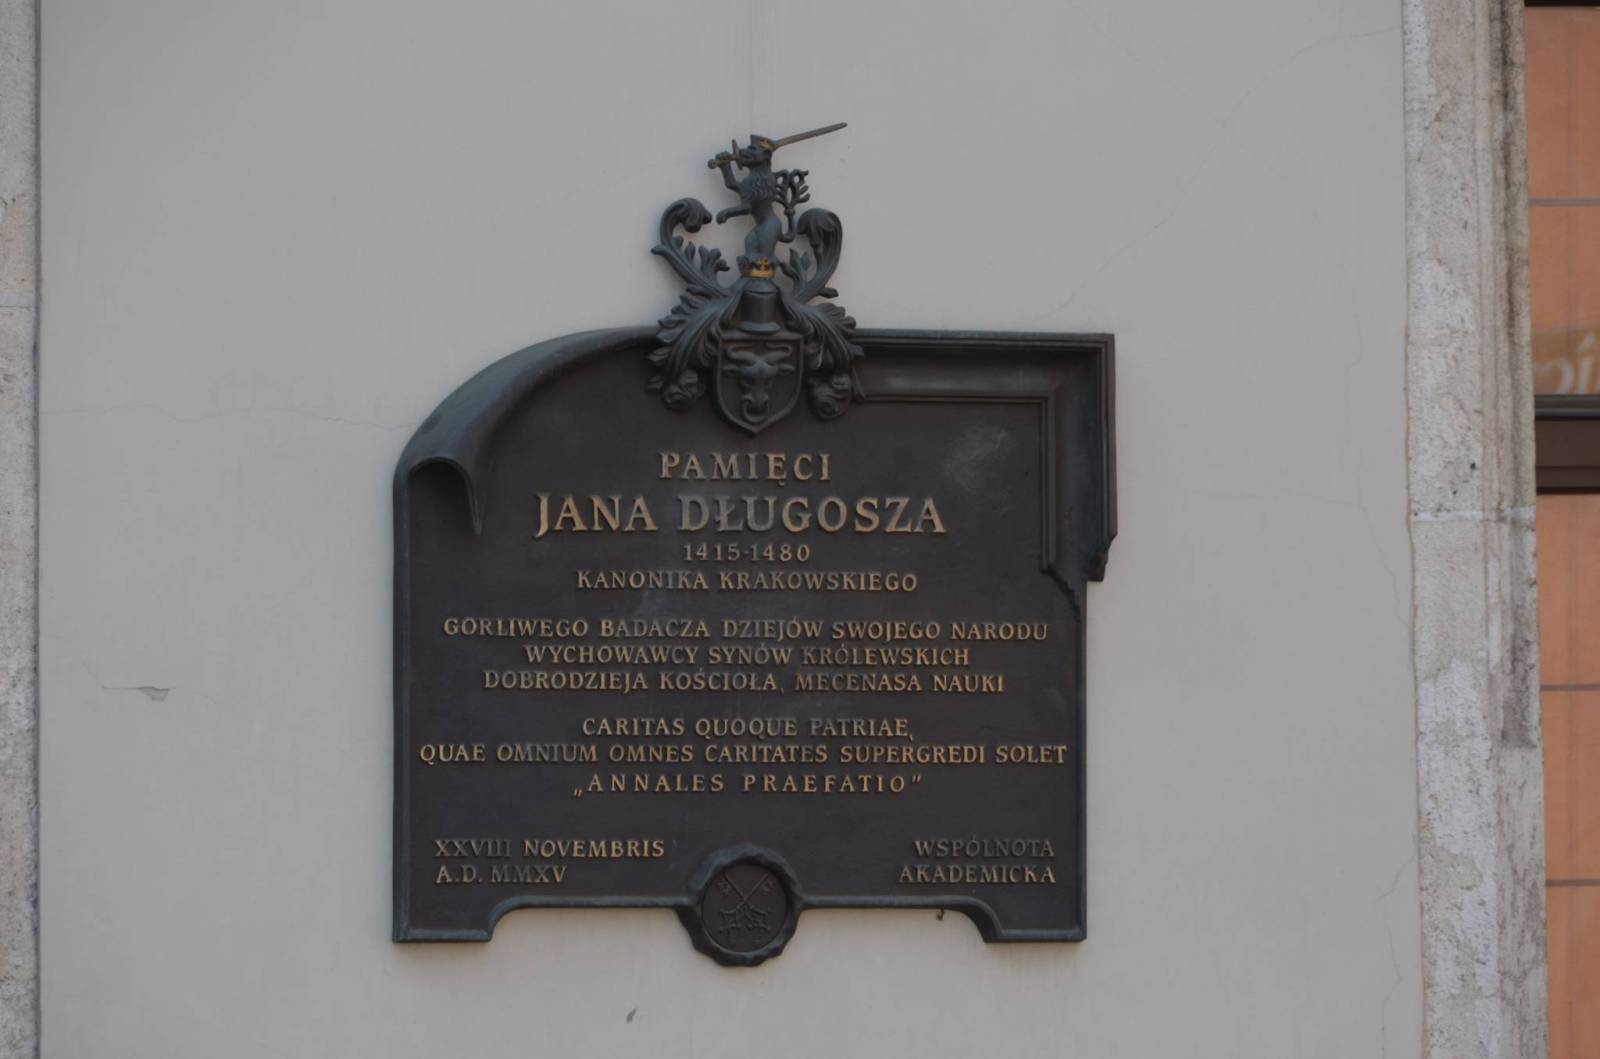 PAMIĘCI
JANA DŁUGOSZA
1415-1480
KANONIKA KRAKOWSKIEGO
GORLIWEGO BADACZA DZIEJÓW SWOJEGO NARODU
WYCHOWAWCY SYNÓW KRÓLEWSKICH
DOBRODZIEJA KOŚCIOŁA, MECENASA NAUKI
CARITAS QUOQUE PATRIAE,
QUAE OMNIUM OMNES CARITATES SUPERGREDI SOLET
„ANNALES PRAEFATIO”
XXVIII NOVEMBRIS
A.D. MMXV
WSPÓLNOTA
AKADEMICKA